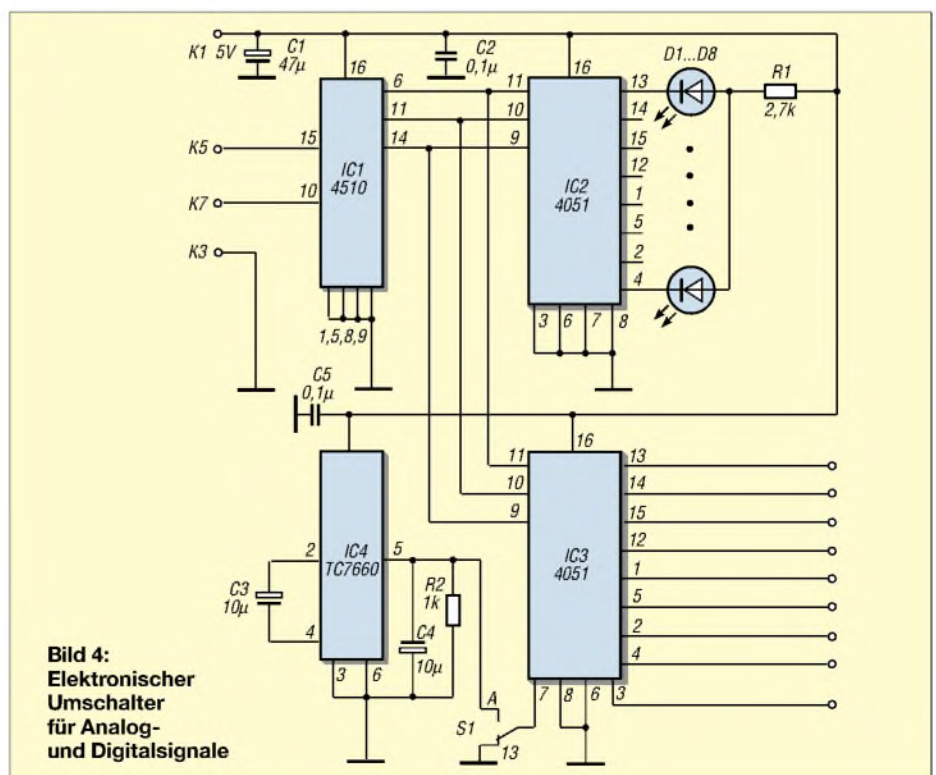 K1 5V
C1
47µ
C2
0,1µ
16
16
D1...D8
R1
2,7k
6
11
14
11
10
9
13
14
15
12
1
5
2
4
K5
15
K7
10
K3
IC1
4510
IC2
4051
1,5,8,9
3
6
7
8
C5
0,1µ
16
11
10
9
13
14
15
12
1
5
2
4
IC4
TC7660
IC3
4051
2
4
5
C3
10µ
R2
1k
C4
10µ
3
6
7
8
6
3
A
S1
13
Bild 4:
Elektronischer
Umschalter
für Analog-
und Digitalsignale